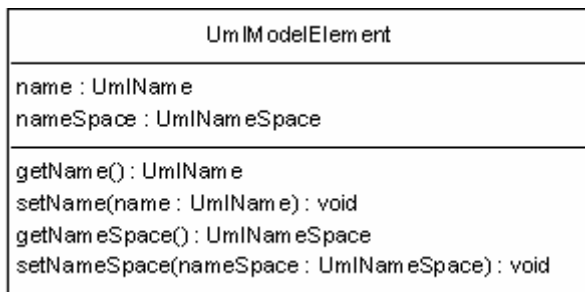 UmlModelElement
name : UmlName
nameSpace : UmlNameSpace
getName() : UmlName
setName(name : UmlName) : void
getNameSpace() : UmlNameSpace
setNameSpace(nameSpace : UmlNameSpace) : void